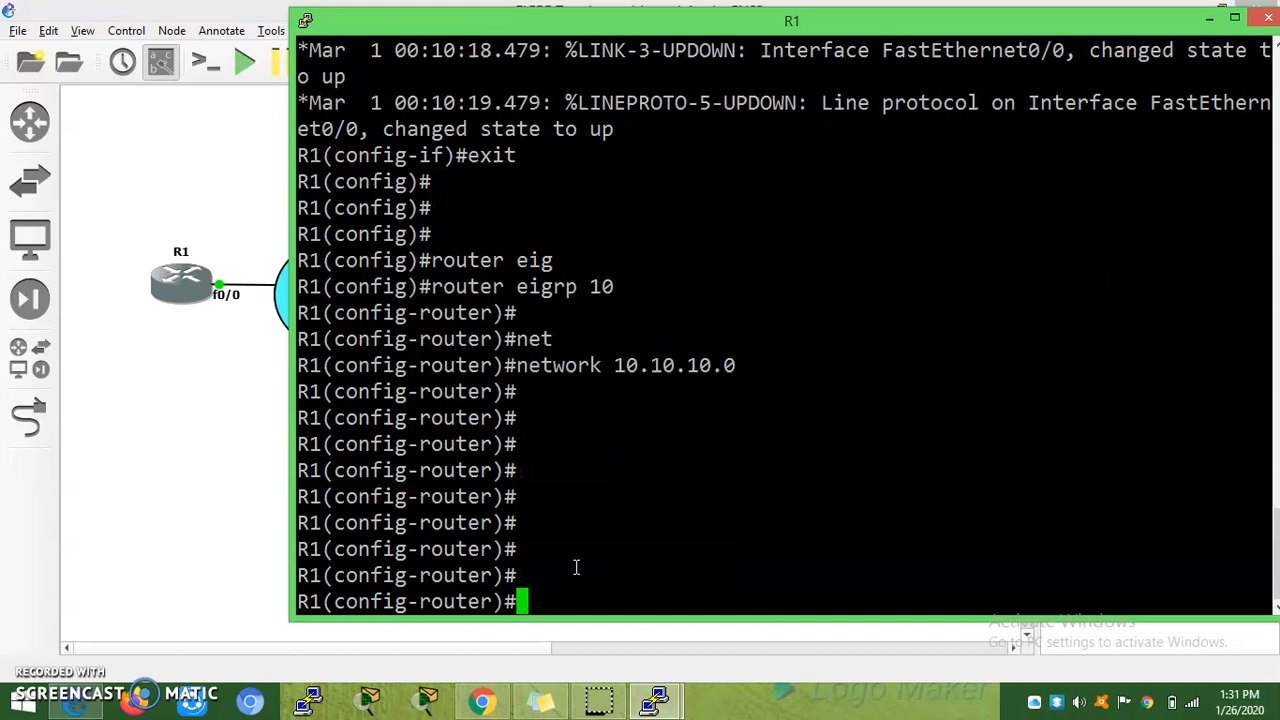 R1
File Edit View Control Node Annotate Tools
*Mar  1 00:10:18.479: %LINK-3-UPDOWN: Interface FastEthernet0/0, changed state t
o up
*Mar  1 00:10:19.479: %LINEPROTO-5-UPDOWN: Line protocol on Interface FastEthern
et0/0, changed state to up
R1(config-if)#exit
R1(config)#
R1(config)#
R1(config)#
R1(config)#router eig
R1(config)#router eigrp 10
R1(config-router)#
R1(config-router)#net
R1(config-router)#network 10.10.10.0
R1(config-router)#
R1(config-router)#
R1(config-router)#
R1(config-router)#
R1(config-router)#
R1(config-router)#
R1(config-router)#
R1(config-router)#
R1(config-router)#
R1
f0/0
Activate Windows
Go to PC settings to activate Windows.
RECORDED WITH
SCREENCAST MATIC
Logo Maker
1:31 PM
1/26/2020